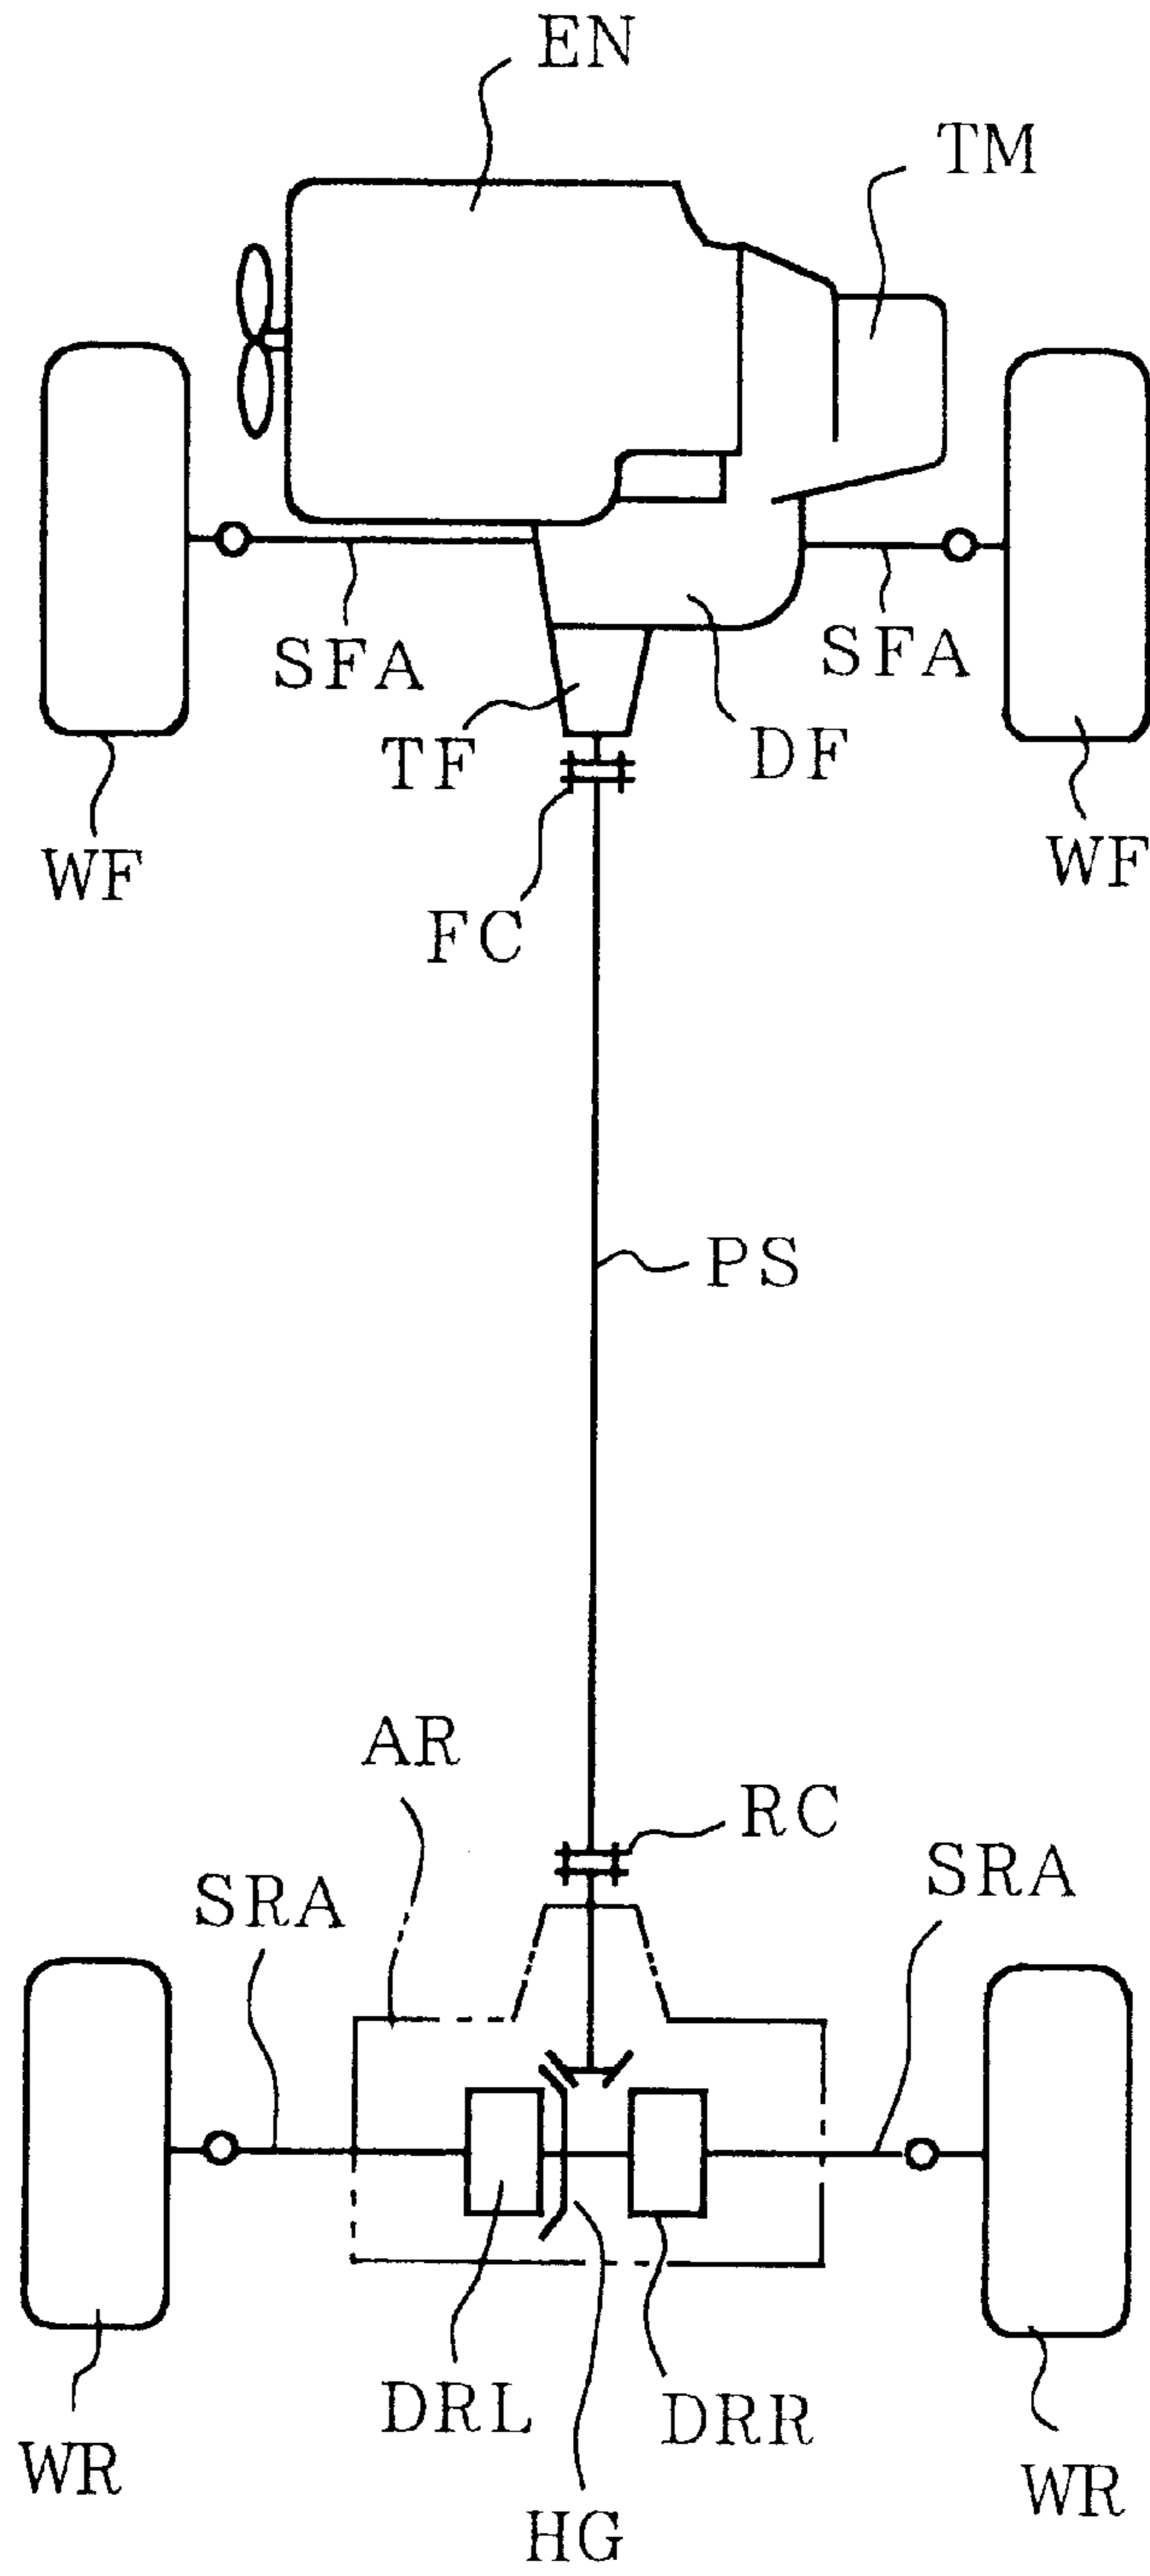 EN
TM
SFA
SFA
TF
DF
WF
WF
FC
PS
AR
RC
SRA
SRA
DRL
DRR
WR
WR
HG